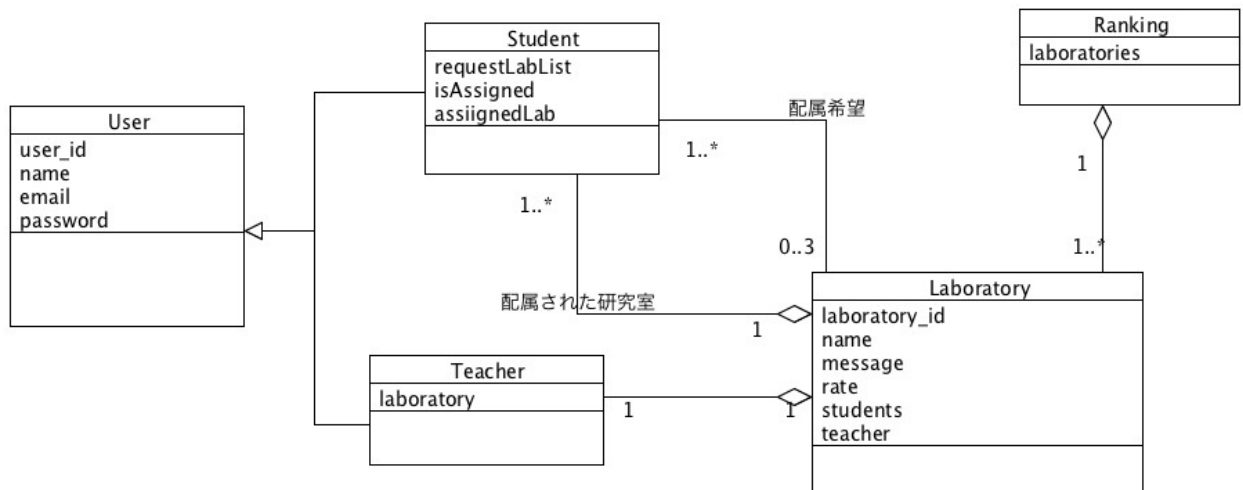 Student
requestLabList
isAssigned
assiignedLab
Ranking
laboratories
User
user_id
name
email
password
配属希望
1..*
1..*
1
0..3
1..*
配属された研究室
1
Laboratory
laboratory_id
name
message
rate
students
teacher
Teacher
laboratory
1
1